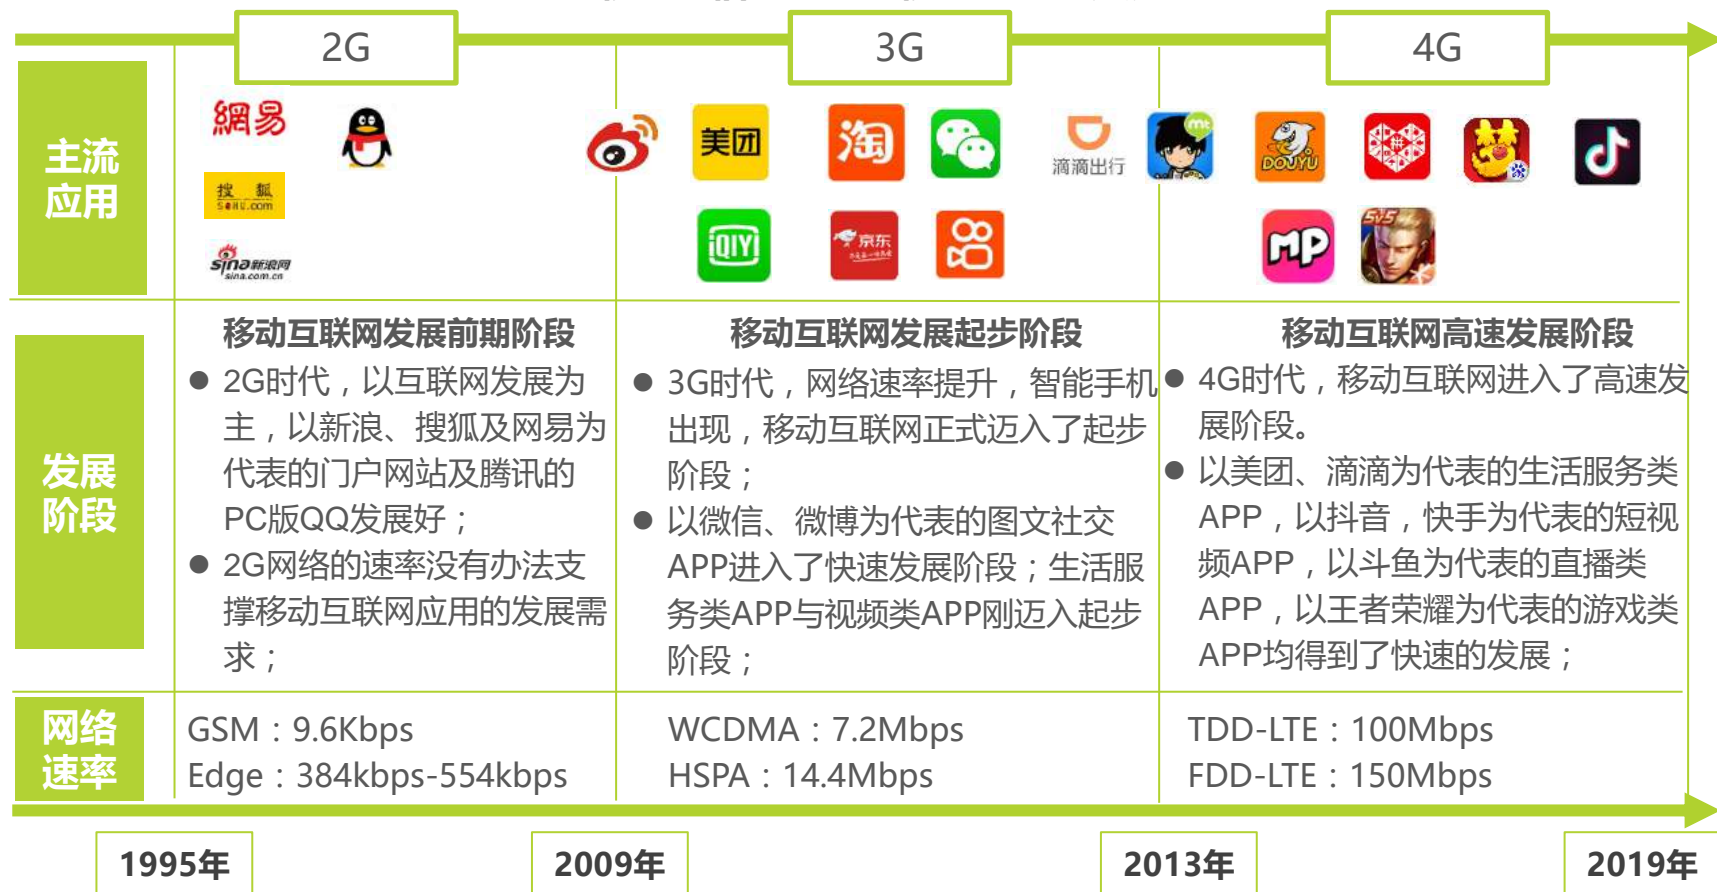 2G
3G
4G
主流
应用
網易
搜狐
SOHU.com
sina新浪网
sina.com.cn
美团
淘
滴滴出行
mt
DOUYU
拼
梦
iQIYI
京东
MP
5v5
发展
阶段
移动互联网发展前期阶段
● 2G时代，以互联网发展为
主，以新浪、搜狐及网易为
代表的门户网站及腾讯的
PC版QQ发展好；
● 2G网络的速率没有办法支
撑移动互联网应用的发展需
求；
移动互联网发展起步阶段
● 3G时代，网络速率提升，智能手机
出现，移动互联网正式迈入了起步
阶段；
● 以微信、微博为代表的图文社交
APP进入了快速发展阶段；生活服
务类APP与视频类APP刚迈入起步
阶段；
移动互联网高速发展阶段
● 4G时代，移动互联网进入了高速发
展阶段。
● 以美团、滴滴为代表的生活服务类
APP，以抖音，快手为代表的短视
频APP，以斗鱼为代表的直播类
APP，以王者荣耀为代表的游戏类
APP均得到了快速的发展；
网络
速率
GSM：9.6Kbps
Edge：384kbps-554kbps
WCDMA：7.2Mbps
HSPA：14.4Mbps
TDD-LTE：100Mbps
FDD-LTE：150Mbps
1995年
2009年
2013年
2019年